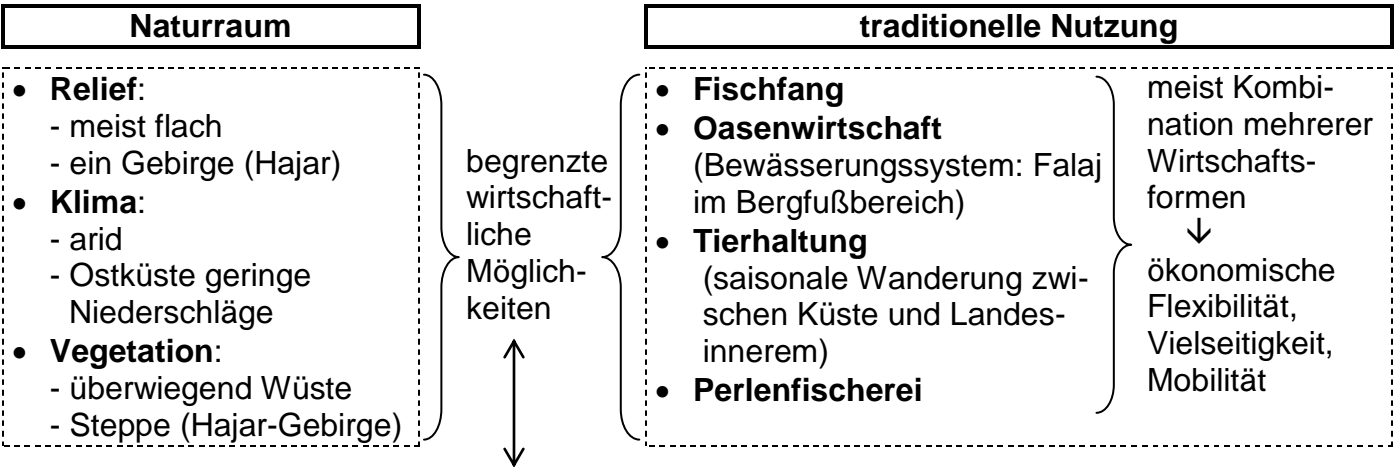 Naturraum
• Relief:
- meist flach
- ein Gebirge (Hajar)
• Klima:
- arid
- Ostküste geringe
Niederschläge
• Vegetation:
- überwiegend Wüste
- Steppe (Hajar-Gebirge)
begrenzte
wirtschaft-
liche
Möglich-
keiten
traditionelle Nutzung
• Fischfang
• Oasenwirtschaft
(Bewässerungssystem: Falaj
im Bergfußbereich)
• Tierhaltung
(saisonale Wanderung zwi-
schen Küste und Landes-
innerem)
• Perlenfischerei
meist Kombi-
nation mehrerer
Wirtschafts-
formen
ökonomische
Flexibilität,
Vielseitigkeit,
Mobilität